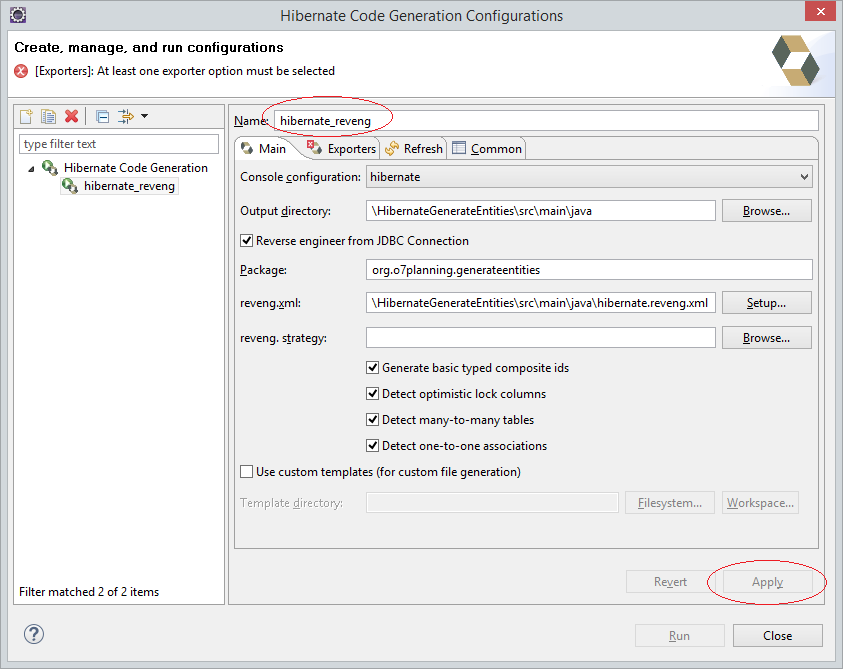 Hibernate Code Generation Configurations
Create, manage, and run configurations
[Exporters]: At least one exporter option must be selected
type filter text
Hibernate Code Generation
hibernate_reveng
Filter matched 2 of 2 items
Name: hibernate_reveng
Main Exporters Refresh Common
Console configuration: hibernate
Output directory: \HibernateGenerateEntities\src\main\java Browse...
Reverse engineer from JDBC Connection
Package: org.o7planning.generateentities
reveng.xml: \HibernateGenerateEntities\src\main\java\hibernate.reveng.xml Setup...
reveng. strategy: Browse...
Generate basic typed composite ids
Detect optimistic lock columns
Detect many-to-many tables
Detect one-to-one associations
Use custom templates (for custom file generation)
Template directory: Filesystem... Workspace...
Revert Apply
? Run Close